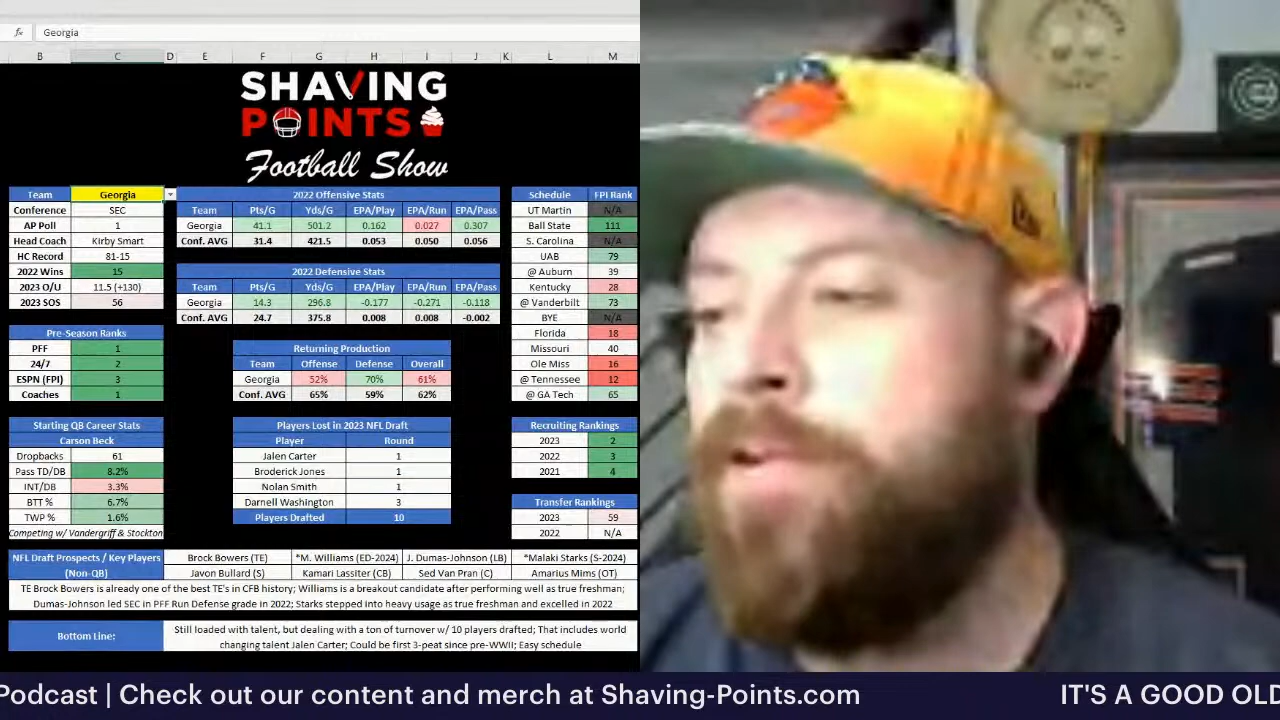 fx Georgia
B C D E F G H I J K L M
SHAVING
POINTS
Football Show
Team Georgia
Conference SEC
AP Poll 1
Head Coach Kirby Smart
HC Record 81-15
2022 Wins 15
2023 O/U 11.5 (+130)
2023 SOS 56
2022 Offensive Stats
Team Pts/G Yds/G EPA/Play EPA/Run EPA/Pass
Georgia 41.1 501.2 0.162 0.027 0.307
Conf. AVG 31.4 421.5 0.053 0.050 0.056
2022 Defensive Stats
Team Pts/G Yds/G EPA/Play EPA/Run EPA/Pass
Georgia 14.3 296.8 -0.177 -0.271 -0.118
Conf. AVG 24.7 375.8 0.008 0.008 -0.002
Schedule FPI Rank
UT Martin N/A
Ball State 111
S. Carolina N/A
UAB 79
@ Auburn 39
Kentucky 28
@ Vanderbilt 73
BYE N/A
Florida 18
Missouri 40
Ole Miss 16
@ Tennessee 12
@ GA Tech 65
Pre-Season Ranks
PFF 1
24/7 2
ESPN (FPI) 3
Coaches 1
Returning Production
Team Offense Defense Overall
Georgia 52% 70% 61%
Conf. AVG 65% 59% 62%
Starting QB Career Stats
Carson Beck
Dropbacks 61
Pass TD/DB 8.2%
INT/DB 3.3%
BTT % 6.7%
TWP % 1.6%
Competing w/ Vandergriff & Stockton
Players Lost in 2023 NFL Draft
Player Round
Jalen Carter 1
Broderick Jones 1
Nolan Smith 1
Darnell Washington 3
Players Drafted 10
Recruiting Rankings
2023 2
2022 3
2021 4
Transfer Rankings
2023 59
2022 N/A
NFL Draft Prospects / Key Players
(Non-QB)
Brock Bowers (TE) *M. Williams (ED-2024) J. Dumas-Johnson (LB) *Malaki Starks (S-2024)
Javon Bullard (S) Kamari Lassiter (CB) Sed Van Pran (C) Amarius Mims (OT)
TE Brock Bowers is already one of the best TE's in CFB history; Williams is a breakout candidate after performing well as true freshman;
Dumas-Johnson led SEC in PFF Run Defense grade in 2022; Starks stepped into heavy usage as true freshman and excelled in 2022
Bottom Line:
Still loaded with talent, but dealing with a ton of turnover w/ 10 players drafted; That includes world
changing talent Jalen Carter; Could be first 3-peat since pre-WWII; Easy schedule
Podcast | Check out our content and merch at Shaving-Points.com IT'S A GOOD OLD